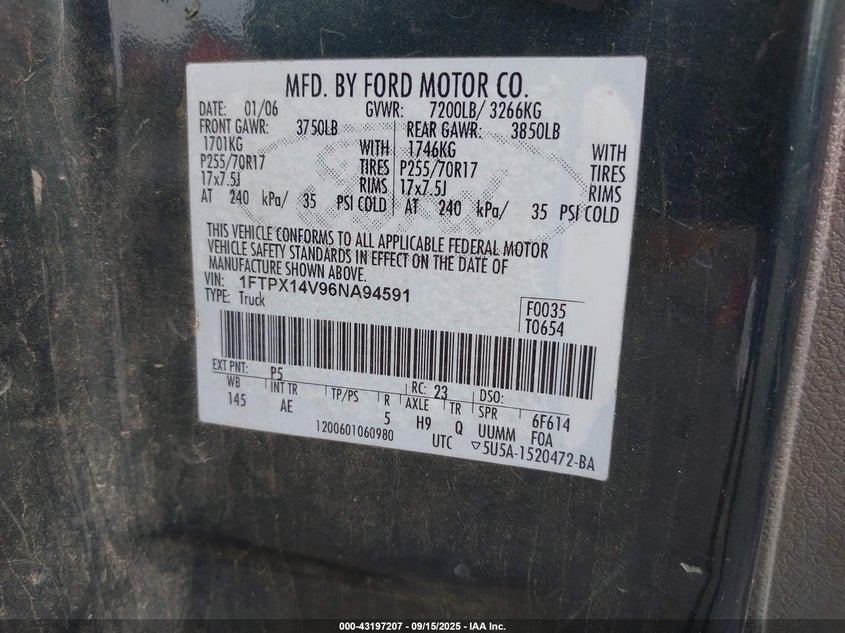 MFD. BY FORD MOTOR CO.
DATE: 01/06 GVWR: 7200LB/ 3266KG
FRONT GAWR: 3750LB REAR GAWR: 3850LB
1701KG WITH 1746KG WITH
P255/70R17 TIRES P255/70R17 TIRES
17x7.5J RIMS 17x7.5J RIMS
AT 240 kPa/ 35 PSI COLD AT 240 kPa/ 35 PSI COLD
Ford
THIS VEHICLE CONFORMS TO ALL APPLICABLE FEDERAL MOTOR
VEHICLE SAFETY STANDARDS IN EFFECT ON THE DATE OF
MANUFACTURE SHOWN ABOVE.
VIN: 1FTPX14V96NA94591
TYPE: Truck
F0035
T0654
EXT PNT: P5 RC: 23 DSO:
WB INT TR TP/PS R AXLE TR SPR 6F614
145 AE 5 H9 Q UUMM FOA
1200601060980 UTC ▽5U5A-1520472-BA
000-43197207 - 09/15/2025 - IAA Inc.